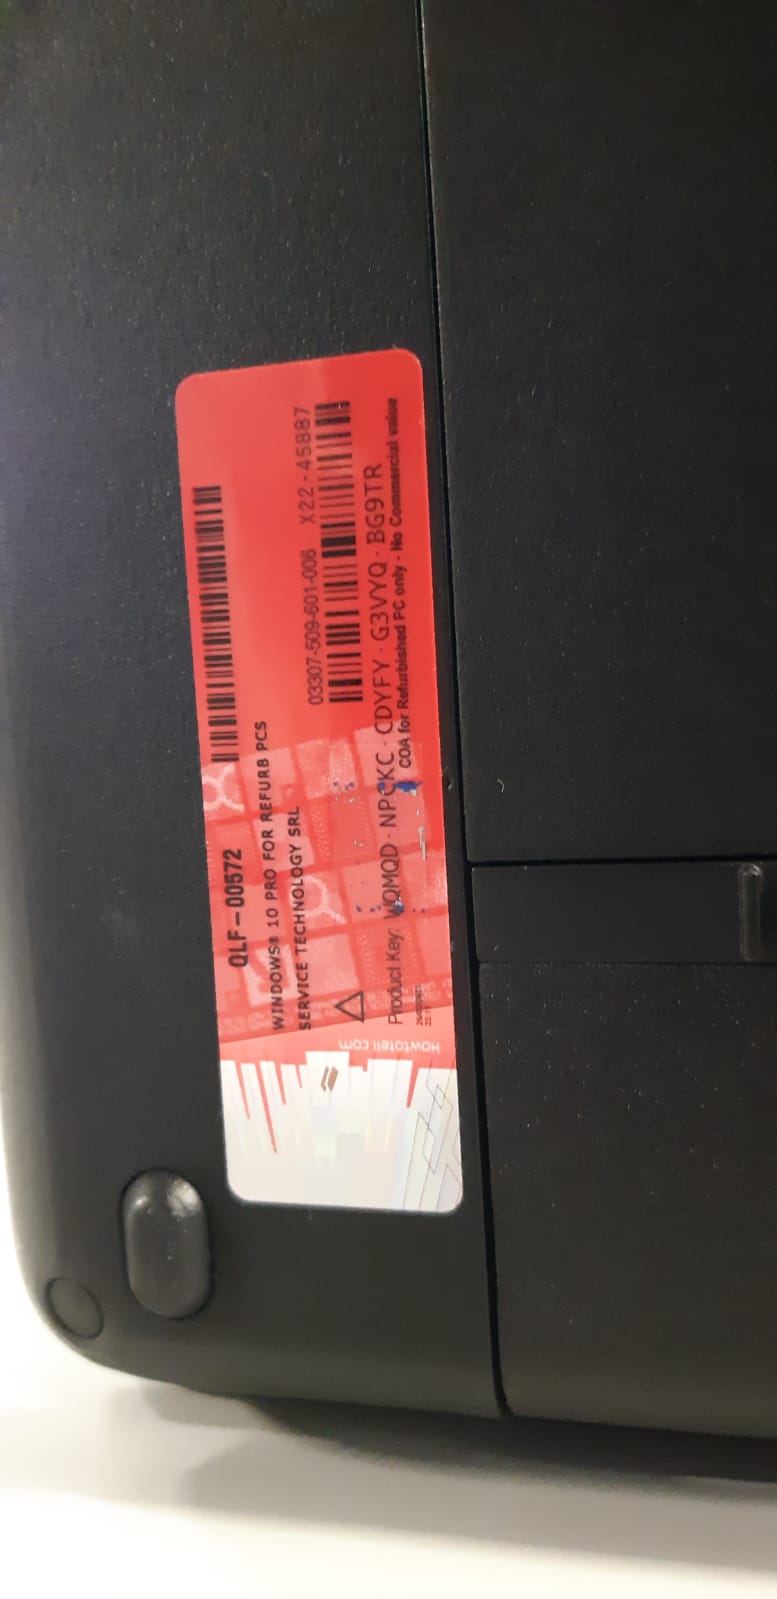 QLF-00572
WINDOWS® 10 PRO FOR REFURB PCS
SERVICE TECHNOLOGY SRL
03307-509-601-006 X22-45887
Product Key: WQMQD - CDYFY - G3VYQ - BG9TR
COA for Refurbished PC only - No Commercial value
Howtotell.com